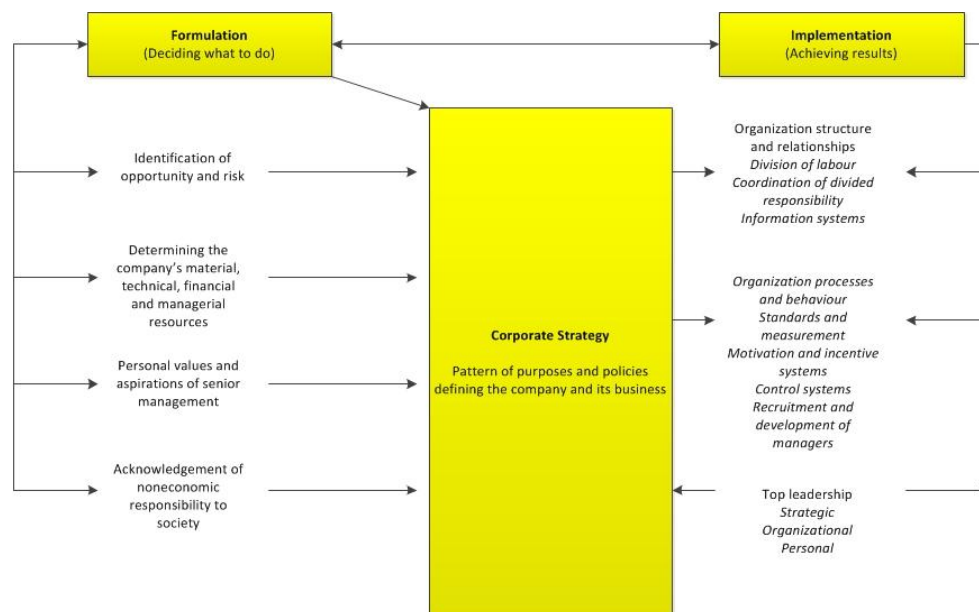 Formulation
(Deciding what to do)
Implementation
(Achieving results)
Identification of
opportunity and risk
Determining the
company's material,
technical, financial
and managerial
resources
Personal values and
aspirations of senior
management
Acknowledgement of
noneconomic
responsibility to
society
Corporate Strategy
Pattern of purposes and policies
defining the company and its business
Organization structure
and relationships
Division of labour
Coordination of divided
responsibility
Information systems
Organization processes
and behaviour
Standards and
measurement
Motivation and incentive
systems
Control systems
Recruitment and
development of
managers
Top leadership
Strategic
Organizational
Personal